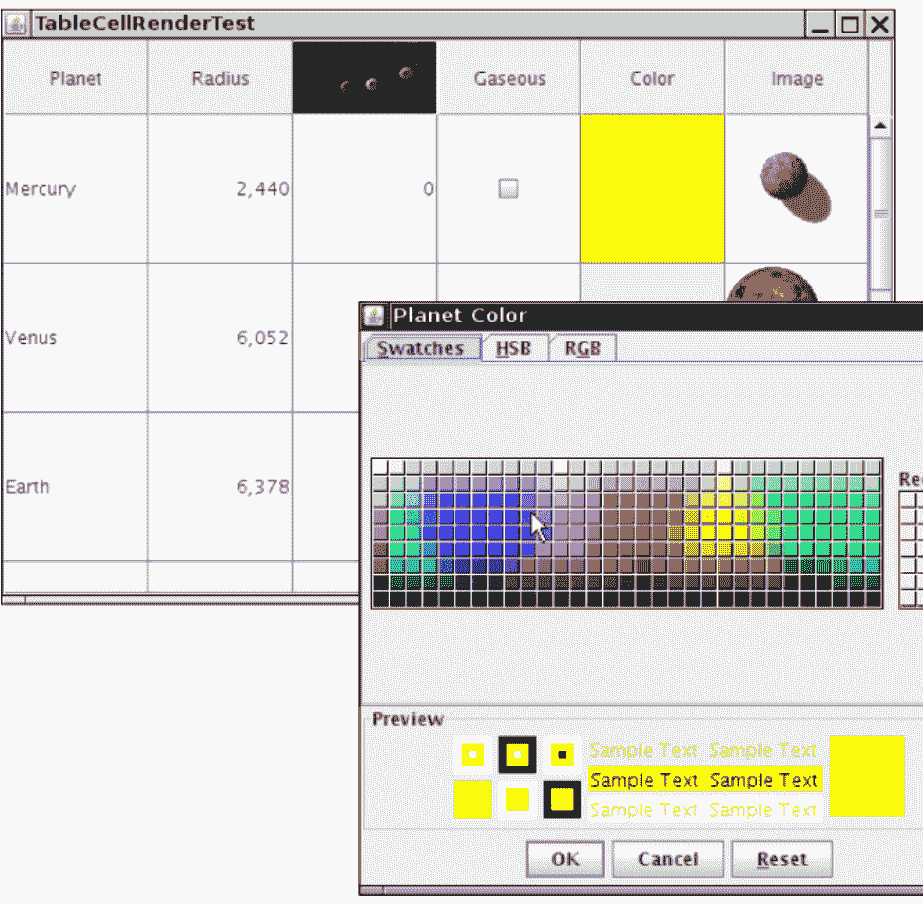 TableCellRenderTest
Planet Radius Gaseous Color Image
Mercury 2,440 0
Venus 6,052
Earth 6,378
Planet Color
Swatches HSB RGB
Preview
Sample Text Sample Text
Sample Text Sample Text
Sample Text Sample Text
OK Cancel Reset